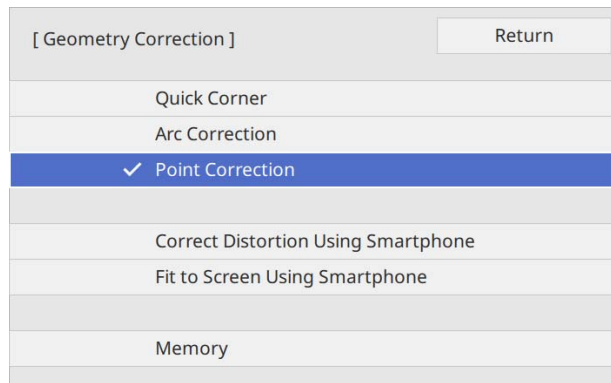 [ Geometry Correction ]
Return
Quick Corner
Arc Correction
Point Correction
Correct Distortion Using Smartphone
Fit to Screen Using Smartphone
Memory